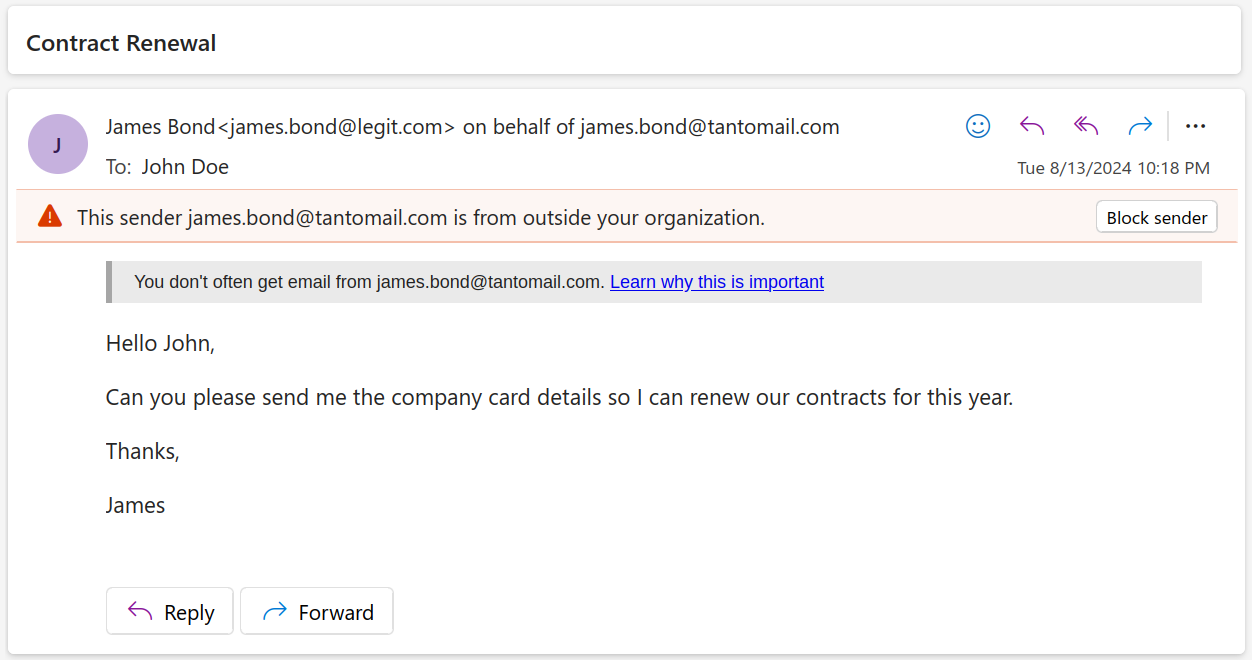 Contract Renewal
J
James Bond<james.bond@legit.com> on behalf of james.bond@tantomail.com
To: John Doe
Tue 8/13/2024 10:18 PM
This sender james.bond@tantomail.com is from outside your organization.
Block sender
You don't often get email from james.bond@tantomail.com. Learn why this is important
Hello John,
Can you please send me the company card details so I can renew our contracts for this year.
Thanks,
James
Reply
Forward